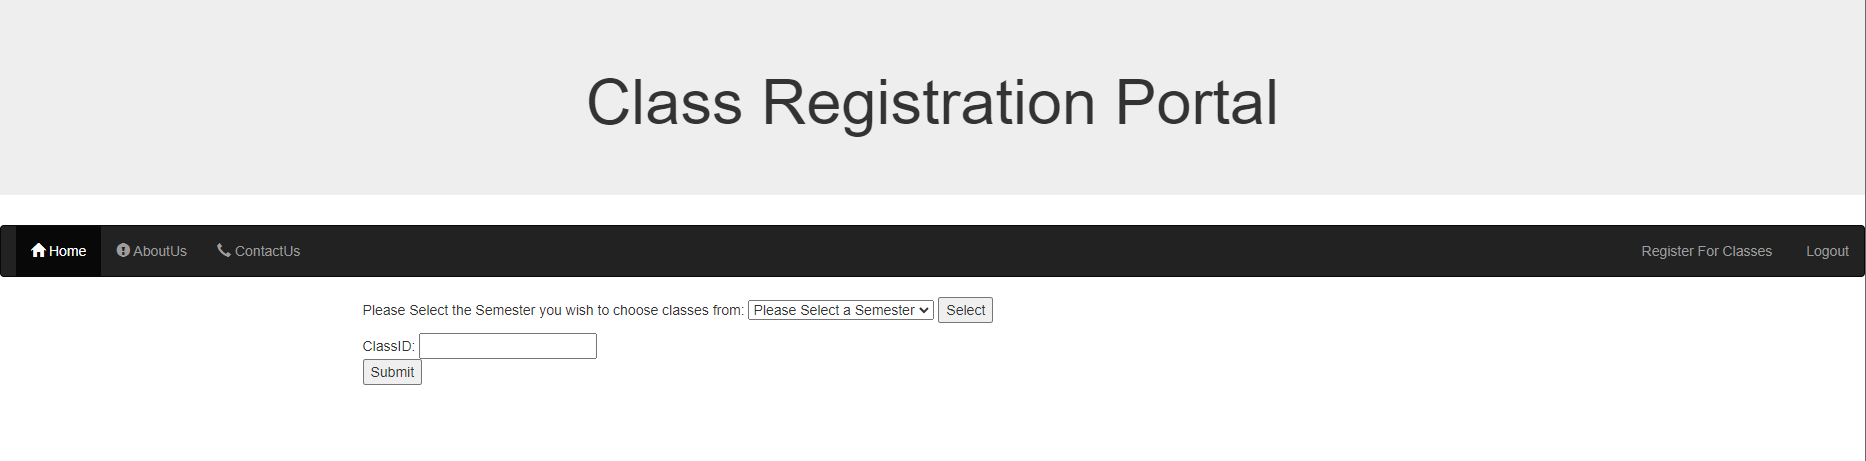 Class Registration Portal
Home AboutUs ContactUs Register For Classes Logout
Please Select the Semester you wish to choose classes from: Please Select a Semester Select
ClassID:
Submit